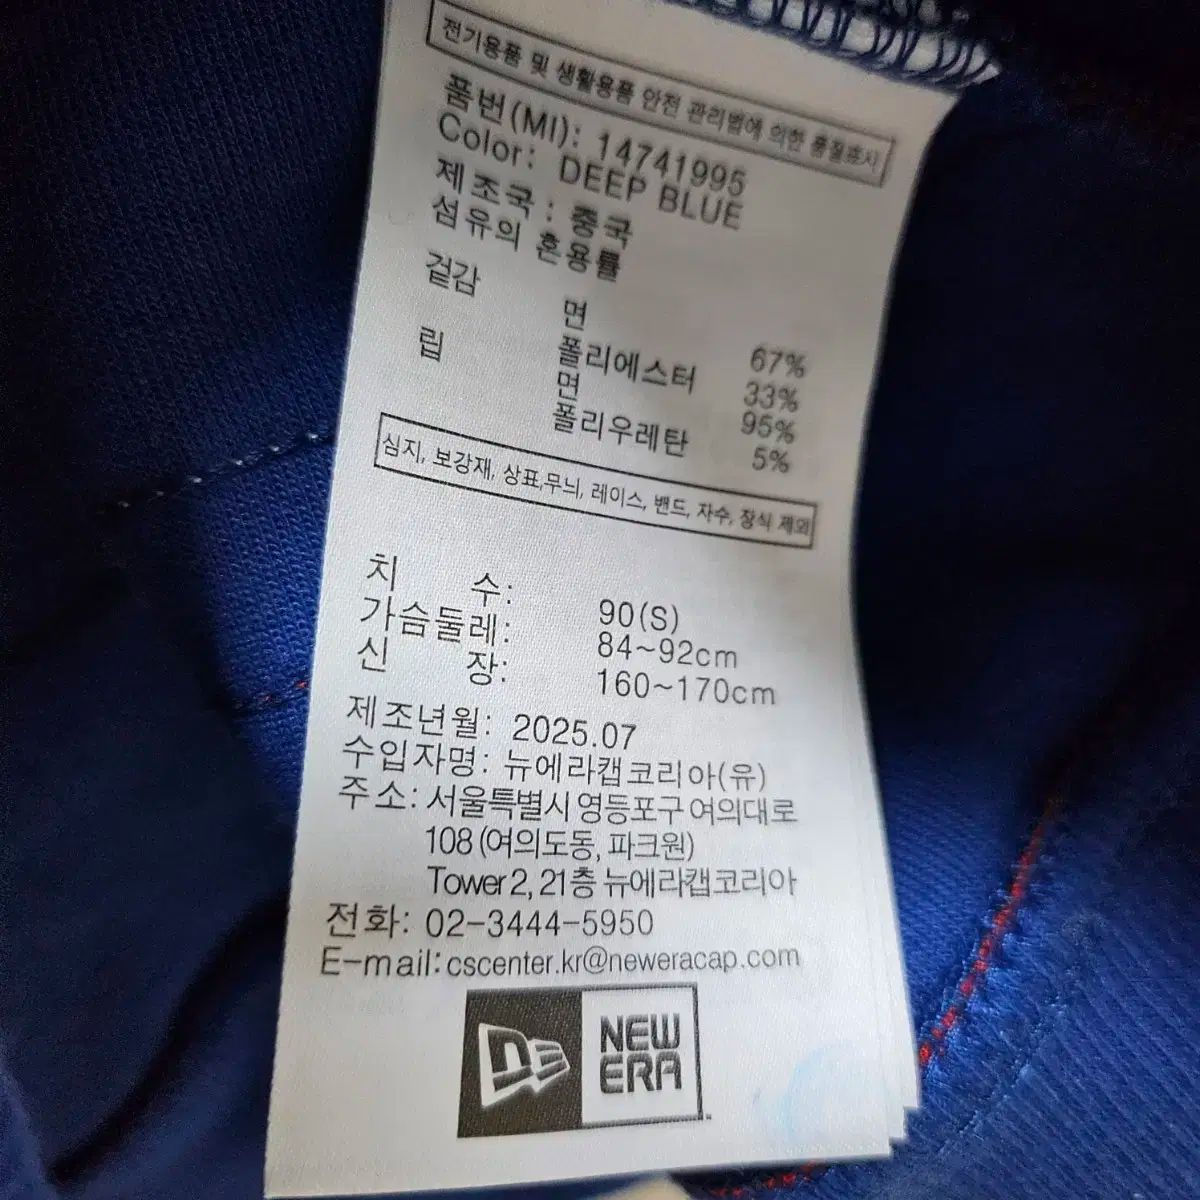 전기용품 및 생활용품 안전 관리법에 의한 품질표시
품번(MI): 14741995
Color: DEEP BLUE
제조국 : 중국
섬유의 혼용률
겉감 면 67%
폴리에스터 33%
립 면 95%
폴리우레탄 5%
심지, 보강재, 상표,무늬, 레이스, 밴드, 자수, 장식 제외
치 수: 90(S)
가슴둘레: 84~92cm
신 장: 160~170cm
제조년월: 2025.07
수입자명: 뉴에라캡코리아(유)
주소: 서울특별시 영등포구 여의대로
108 (여의도동, 파크원)
Tower 2, 21층 뉴에라캡코리아
전화: 02-3444-5950
E-mail: cscenter.kr@neweracap.com
NEW
ERA